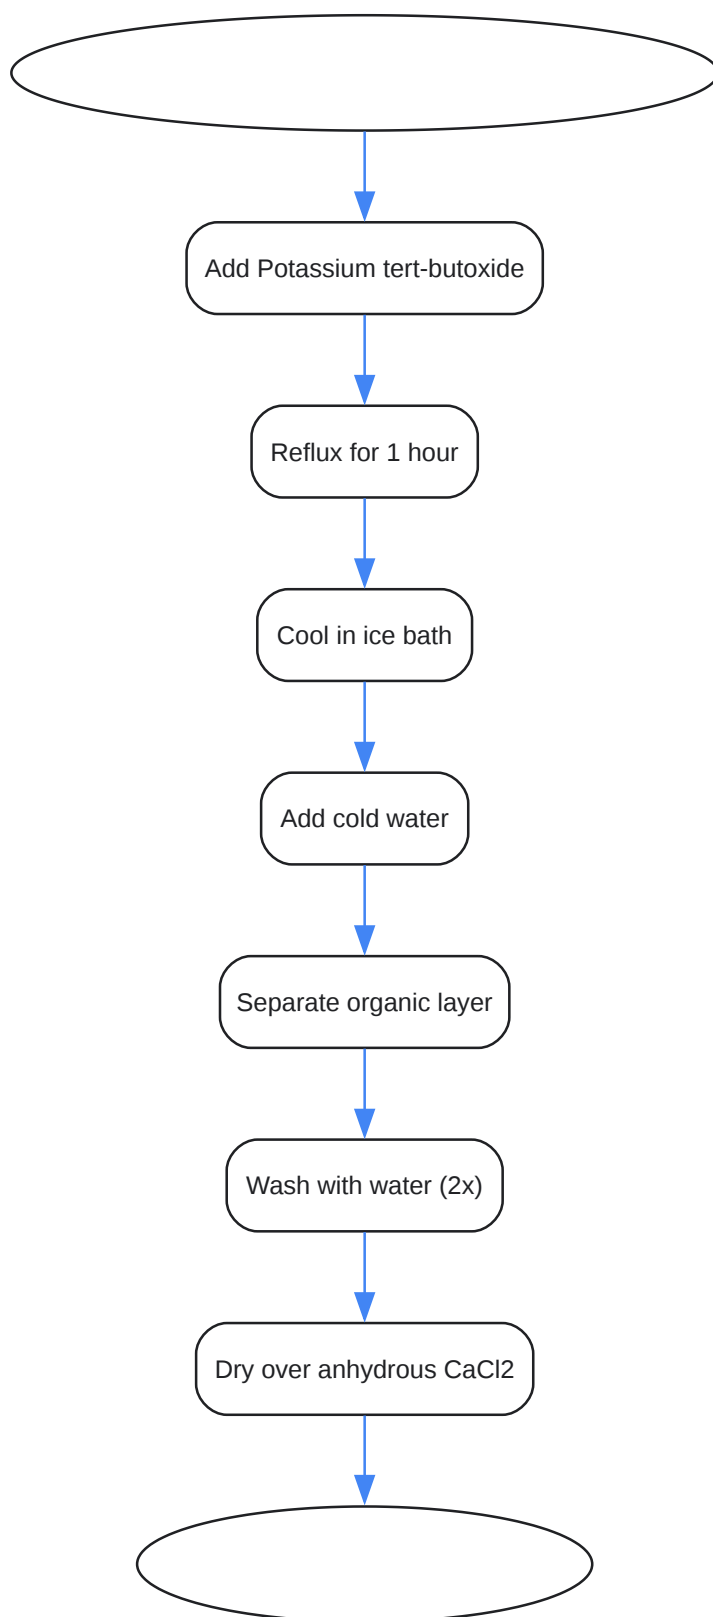 Add Potassium tert-butoxide
Reflux for 1 hour
Cool in ice bath
Add cold water
Separate organic layer
Wash with water (2x)
Dry over anhydrous CaCl2